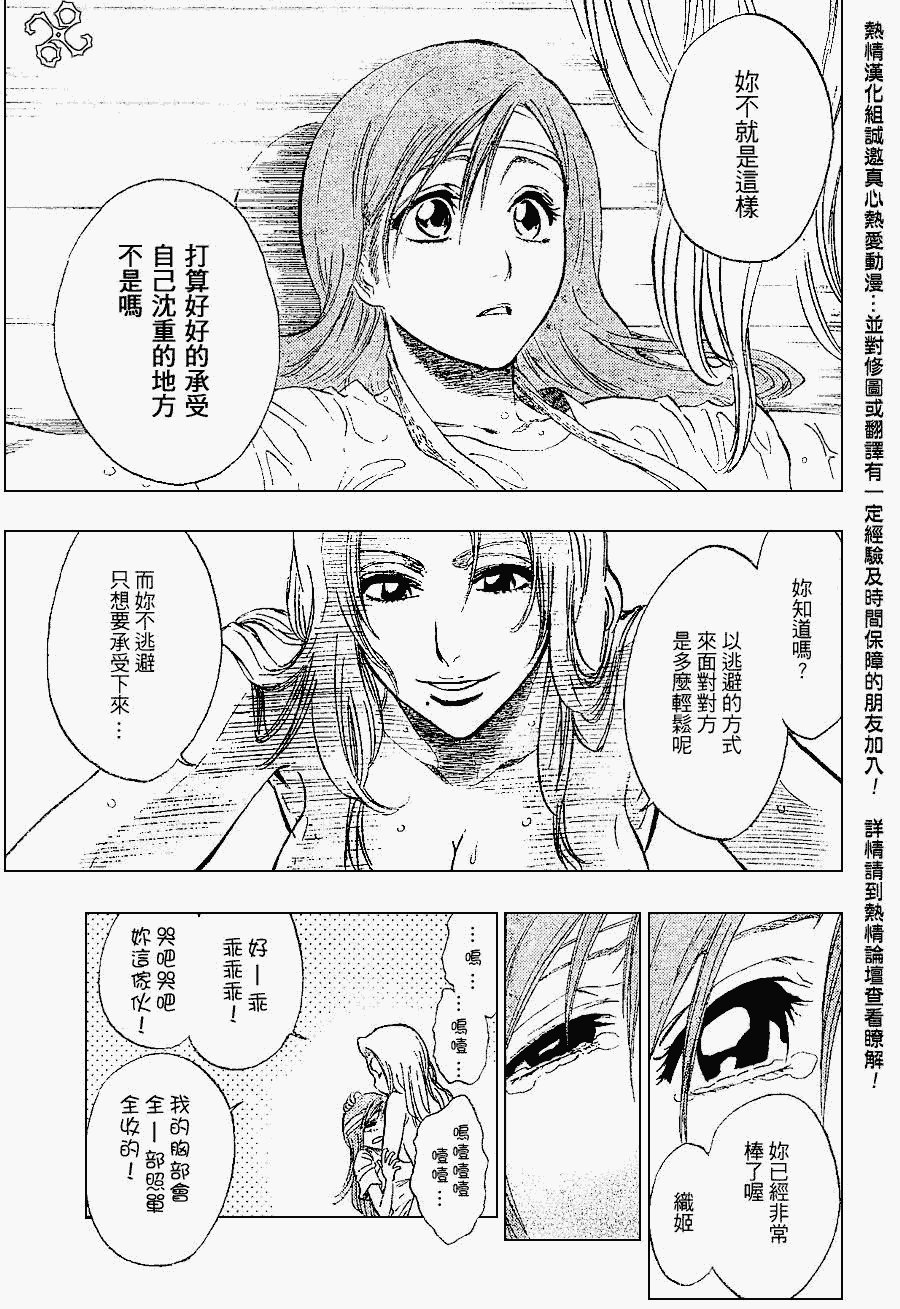 妳不就是這樣
打算好好的承受
自己沈重的地方
不是嗎
妳知道嗎？
以逃避的方式
來面對對方
是多麼輕鬆呢
而妳不逃避
只想要承受下來…
妳已經非常
棒了喔
織姬
…嗚……嗚噎…
嗚噎噎噎
噎噎…
好—乖
乖乖乖！
哭吧哭吧
妳這傢伙！
我的胸部會
全—部照單
全收的！
熱情漢化組誠邀真心熱愛動漫…並對修圖或翻譯有一定經驗及時間保障的朋友加入！　詳情請到熱情論壇查看瞭解！